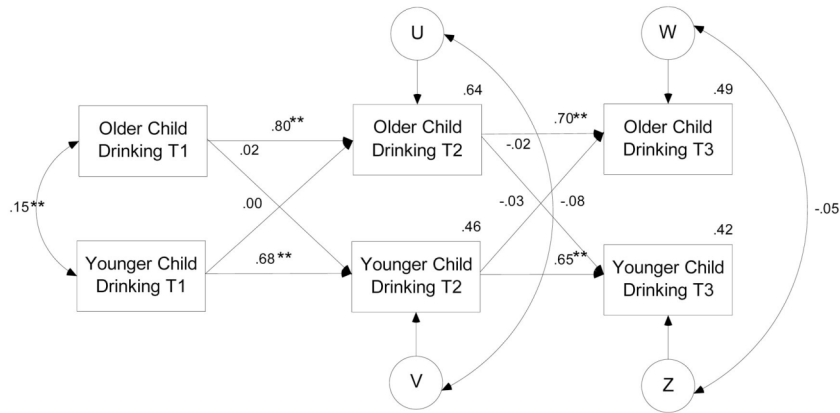 U
W
.64
.49
Older Child
Drinking T1
.80**
.02
Older Child
Drinking T2
.70**
-.02
Older Child
Drinking T3
.15**
.00
-.03
-.08
-.05
.46
.42
Younger Child
Drinking T1
.68**
Younger Child
Drinking T2
.65**
Younger Child
Drinking T3
V
Z